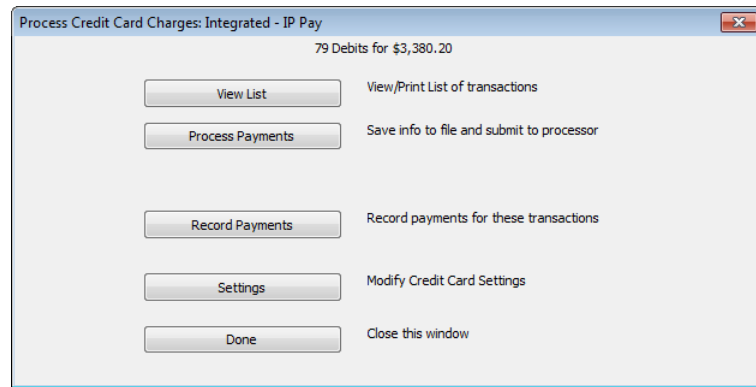 Process Credit Card Charges: Integrated - IP Pay
79 Debits for $3,380.20
View List View/Print List of transactions
Process Payments Save info to file and submit to processor
Record Payments Record payments for these transactions
Settings Modify Credit Card Settings
Done Close this window